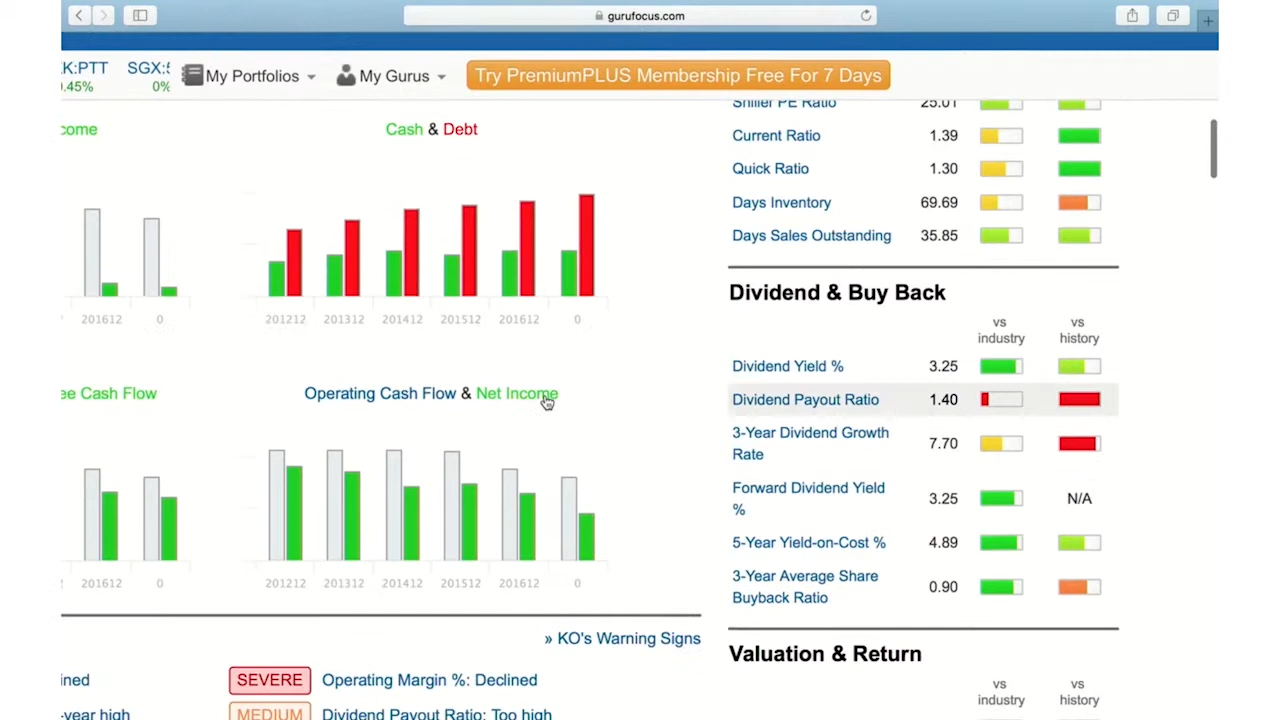 gurufocus.com
K:PTT SGX:
0.45% 0%
My Portfolios
My Gurus
Try PremiumPLUS Membership Free For 7 Days
come
Cash & Debt
201612 0
201212 201312 201412 201512 201612 0
ee Cash Flow
Operating Cash Flow & Net Income
201612 0
201212 201312 201412 201512 201612 0
» KO's Warning Signs
ined
SEVERE Operating Margin %: Declined
-year high
MEDIUM Dividend Payout Ratio: Too high
Shiller PE Ratio 25.01
Current Ratio 1.39
Quick Ratio 1.30
Days Inventory 69.69
Days Sales Outstanding 35.85
Dividend & Buy Back
vs vs
industry history
Dividend Yield % 3.25
Dividend Payout Ratio 1.40
3-Year Dividend Growth
Rate 7.70
Forward Dividend Yield
% 3.25 N/A
5-Year Yield-on-Cost % 4.89
3-Year Average Share
Buyback Ratio 0.90
Valuation & Return
vs vs
industry history